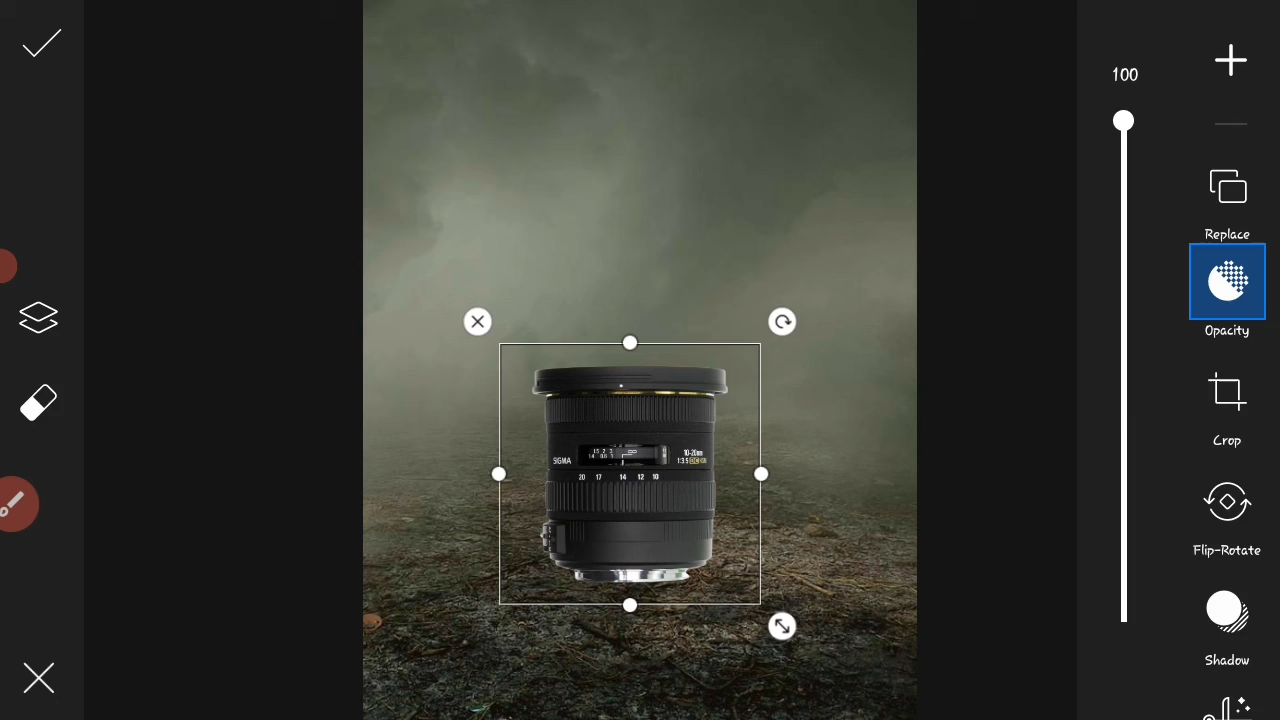 100
Replace
Opacity
Crop
Flip-Rotate
Shadow
SIGMA
10-20mm
20 17 14 12 10